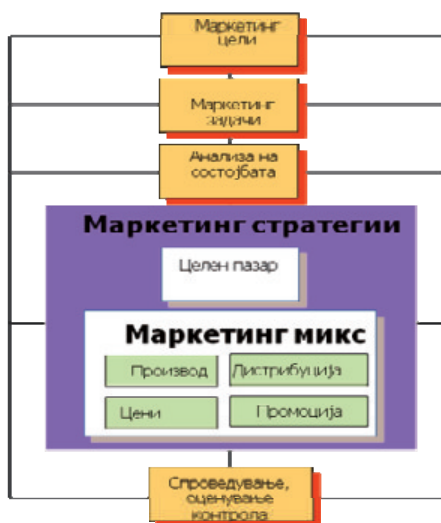 Маркетинг
цели
Маркетинг
задачи
Анализа на
состојбата
Маркетинг стратегии
Целен пазар
Маркетинг микс
Производ Дистрибуција
Цени Промоција
Спроведување,
оценување
контрола